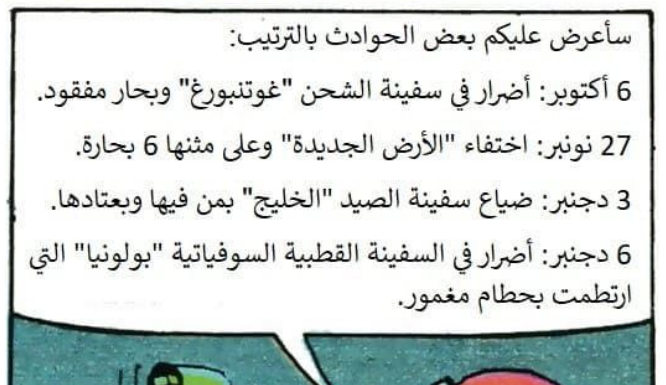 سأعرض عليكم بعض الحوادث بالترتيب:
6 أكتوبر: أضرار في سفينة الشحن "غوتنبورغ" وبحار مفقود.
27 نونبر: اختفاء "الأرض الجديدة" وعلى مثنها 6 بحارة.
3 دجنبر: ضياع سفينة الصيد "الخليج" بمن فيها وبعتادها.
6 دجنبر: أضرار في السفينة القطبية السوفياتية "بولونيا" التي
ارتطمت بحطام مغمور.